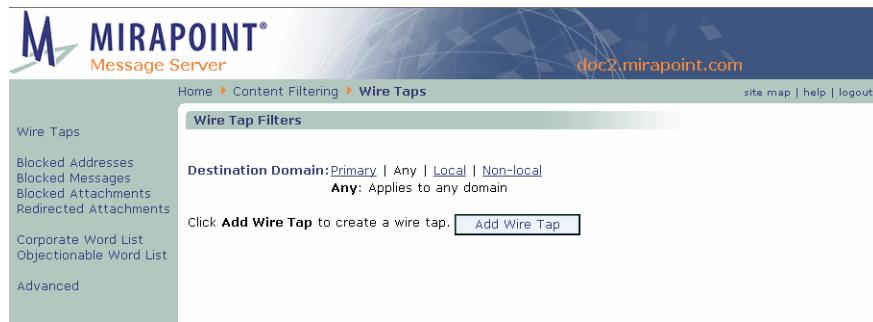 MIRAPOINT®
Message Server
doc2.mirapoint.com
Home Content Filtering Wire Taps
site map | help | logout
Wire Taps
Blocked Addresses
Blocked Messages
Blocked Attachments
Redirected Attachments
Corporate Word List
Objectionable Word List
Advanced
Wire Tap Filters
Destination Domain: Primary | Any | Local | Non-local
Any: Applies to any domain
Click Add Wire Tap to create a wire tap. Add Wire Tap